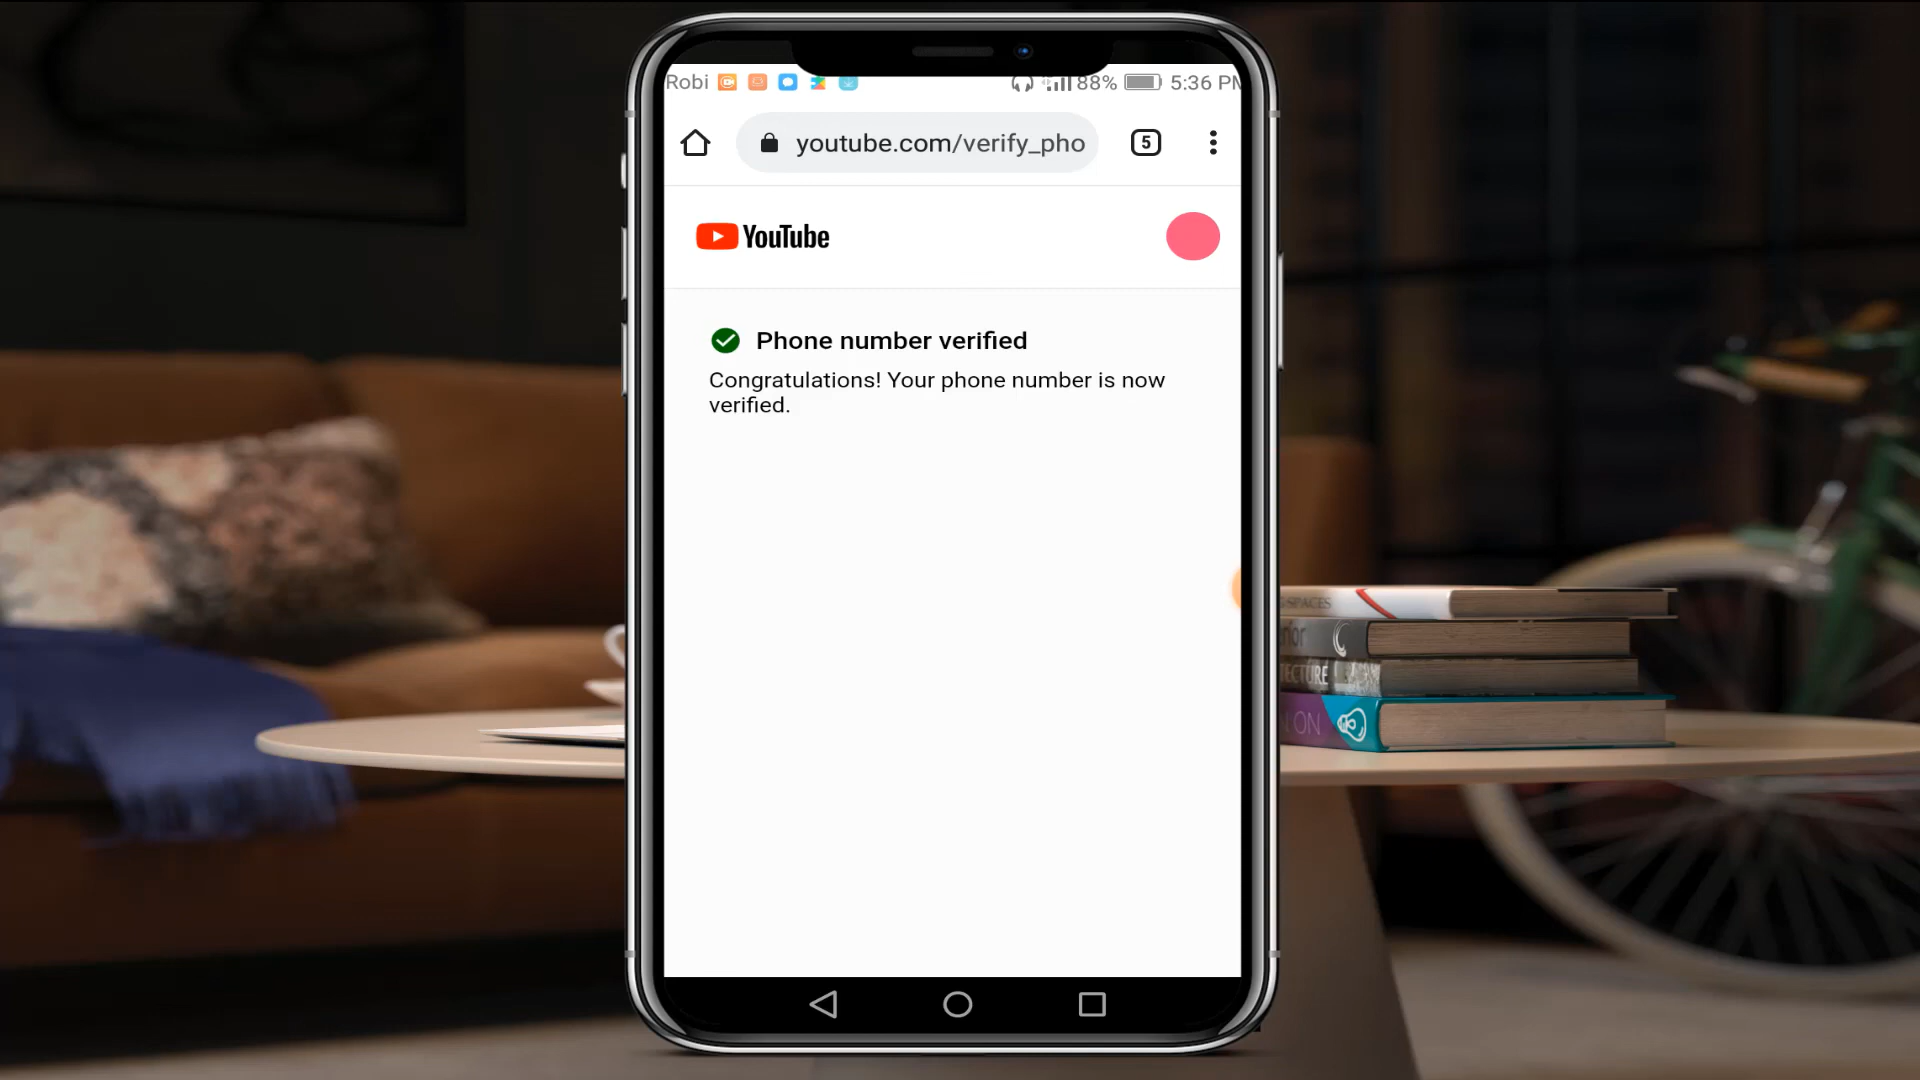 Robi 88% 5:36 PM
youtube.com/verify_pho 5
YouTube
Phone number verified
Congratulations! Your phone number is now
verified.
SPACES
TECTURE
ON